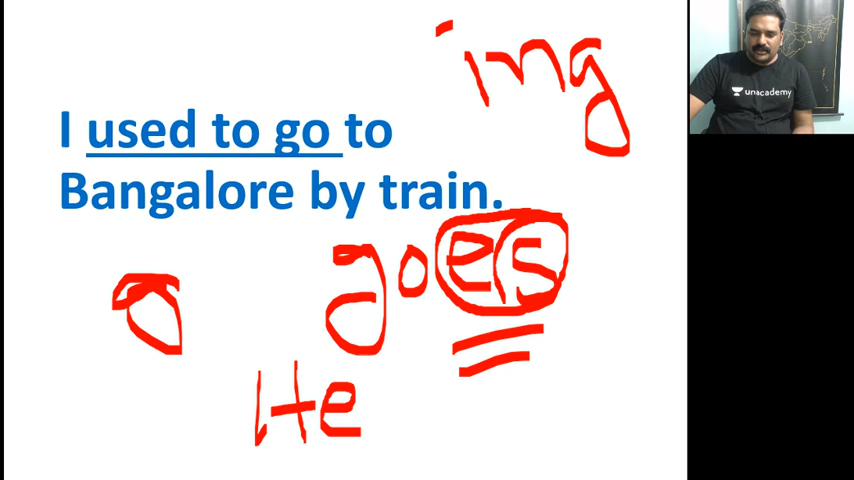 ing
I used to go to
Bangalore by train.
goes
He
unacademy